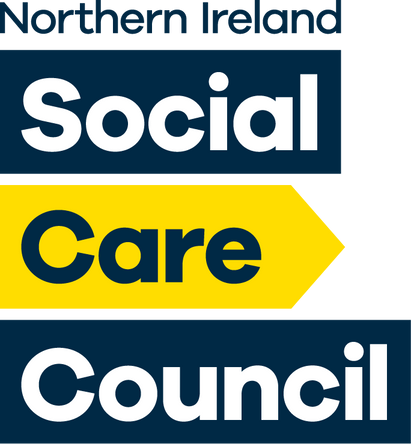 Northern Ireland
Social
Care
Council